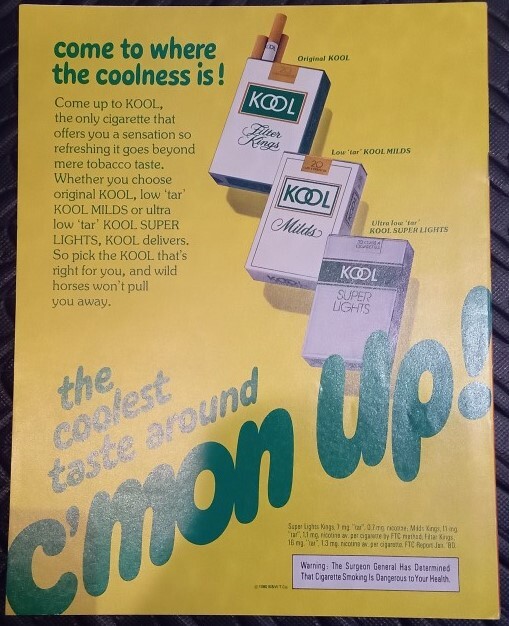 come to where
the coolness is!
Come up to KOOL,
the only cigarette that
offers you a sensation so
refreshing it goes beyond
mere tobacco taste.
Whether you choose
original KOOL, low ‘tar’
KOOL MILDS or ultra
low ‘tar’ KOOL SUPER
LIGHTS, KOOL delivers.
So pick the KOOL that's
right for you, and wild
horses won't pull
you away.
Original KOOL
20
KOOL
Filter
Kings
Low ‘tar’ KOOL MILDS
20
KOOL
Milds
Ultra low ‘tar’
KOOL SUPER LIGHTS
KOOL
SUPER
LIGHTS
the
coolest
taste around
c'mon up!
Super Lights Kings, 7 mg. "tar", 0.7 mg. nicotine, Milds Kings, 11 mg.
"tar", 1.1 mg. nicotine av. per cigarette by FTC method; Filter Kings,
16 mg. "tar", 1.3 mg. nicotine av. per cigarette, FTC Report Jan. '80
Warning: The Surgeon General Has Determined
That Cigarette Smoking Is Dangerous to Your Health.